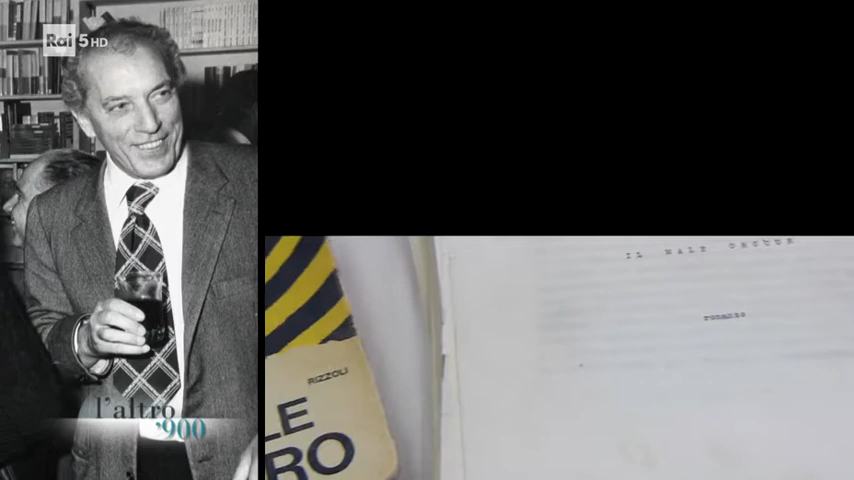 Rai 5 HD
IL MALE OSCURO
romanzo
RIZZOLI
LE
RO
l'altro
'900